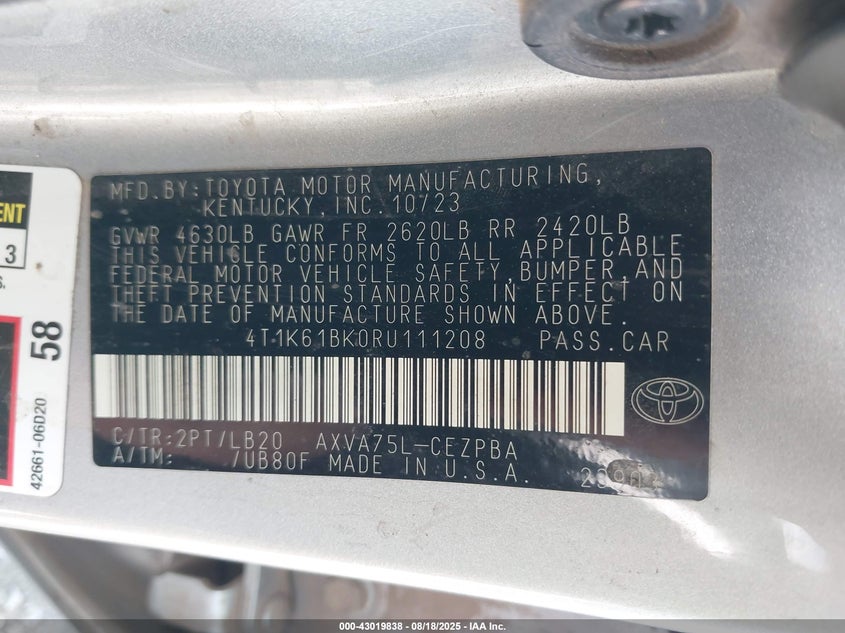 MFD. BY: TOYOTA MOTOR MANUFACTURING,
KENTUCKY, INC. 10/23
GVWR 4630LB GAWR FR 2620LB RR 2420LB
THIS VEHICLE CONFORMS TO ALL APPLICABLE
FEDERAL MOTOR VEHICLE SAFETY, BUMPER, AND
THEFT PREVENTION STANDARDS IN EFFECT ON
THE DATE OF MANUFACTURE SHOWN ABOVE.
4T1K61BK0RU111208 PASS. CAR
C/TR: 2PT/LB20 AXVA75L-CEZPBA
A/TM: /UB80F MADE IN U.S.A.
3
58
42661-06D20
000-43019838 - 08/18/2025 - IAA Inc.